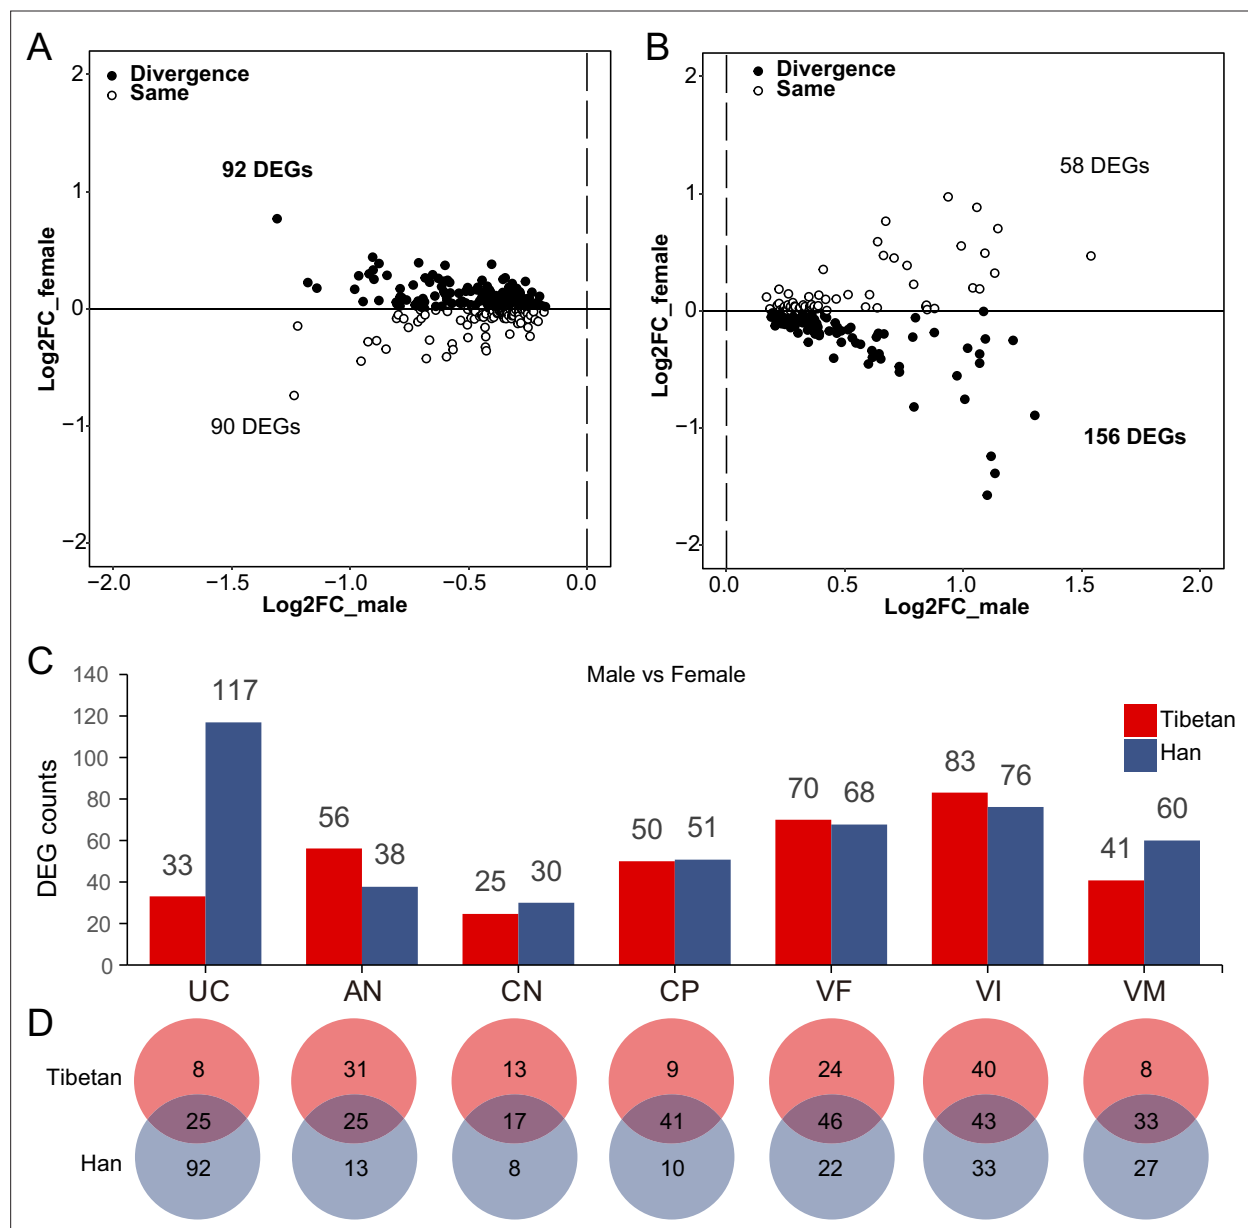 A
Divergence
Same
92 DEGs
90 DEGs
2
1
0
−1
−2
Log2FC_female
−2.0
−1.5
−1.0
−0.5
0.0
Log2FC_male
B
Divergence
Same
58 DEGs
156 DEGs
2
1
0
−1
−2
Log2FC_female
0.0
0.5
1.0
1.5
2.0
Log2FC_male
C
Male vs Female
Tibetan
Han
DEG counts
140
120
100
80
60
40
20
0
33 117
56 38
25 30
50 51
70 68
83 76
41 60
UC AN CN CP VF VI VM
D
Tibetan 8 31 13 9 24 40 8
25 25 17 41 46 43 33
Han 92 13 8 10 22 33 27